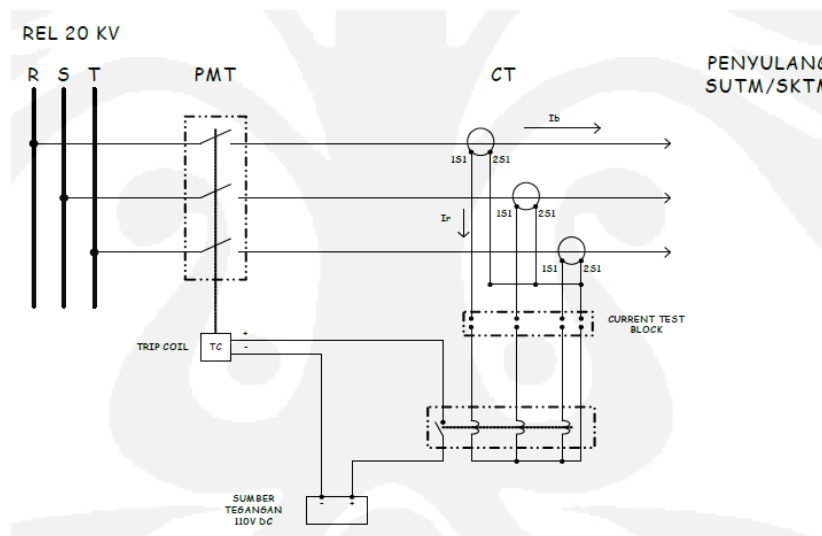 REL 20 KV
R S T
PMT
CT
PENYULANG
SUTM/SKTM
Ib
1S1 2S1
1S1 2S1
Ir
1S1 2S1
CURRENT TEST
BLOCK
TRIP COIL
TC
+
-
SUMBER
TEGANGAN
110V DC
- +